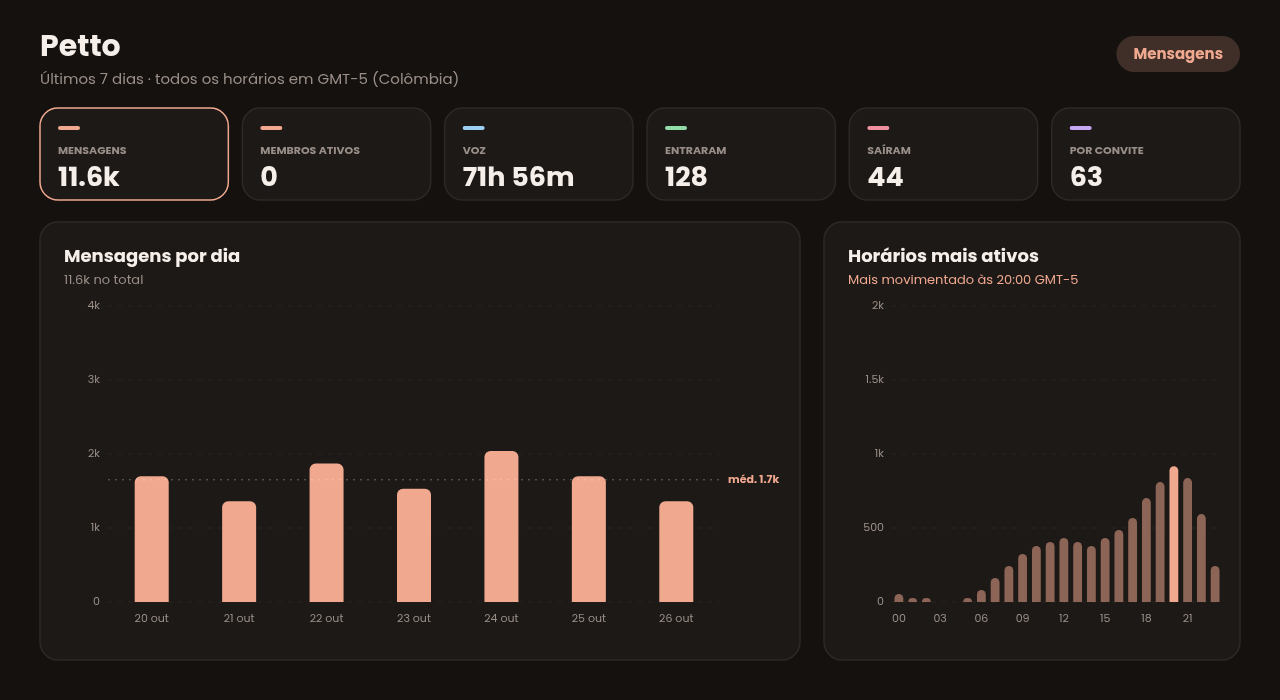 Petto
Últimos 7 dias · todos os horários em GMT-5 (Colômbia)
Mensagens
MENSAGENS
11.6k
MEMBROS ATIVOS
0
VOZ
71h 56m
ENTRARAM
128
SAÍRAM
44
POR CONVITE
63
Mensagens por dia
11.6k no total
4k
3k
2k
1k
0
méd. 1.7k
20 out
21 out
22 out
23 out
24 out
25 out
26 out
Horários mais ativos
Mais movimentado às 20:00 GMT-5
2k
1.5k
1k
500
0
00
03
06
09
12
15
18
21